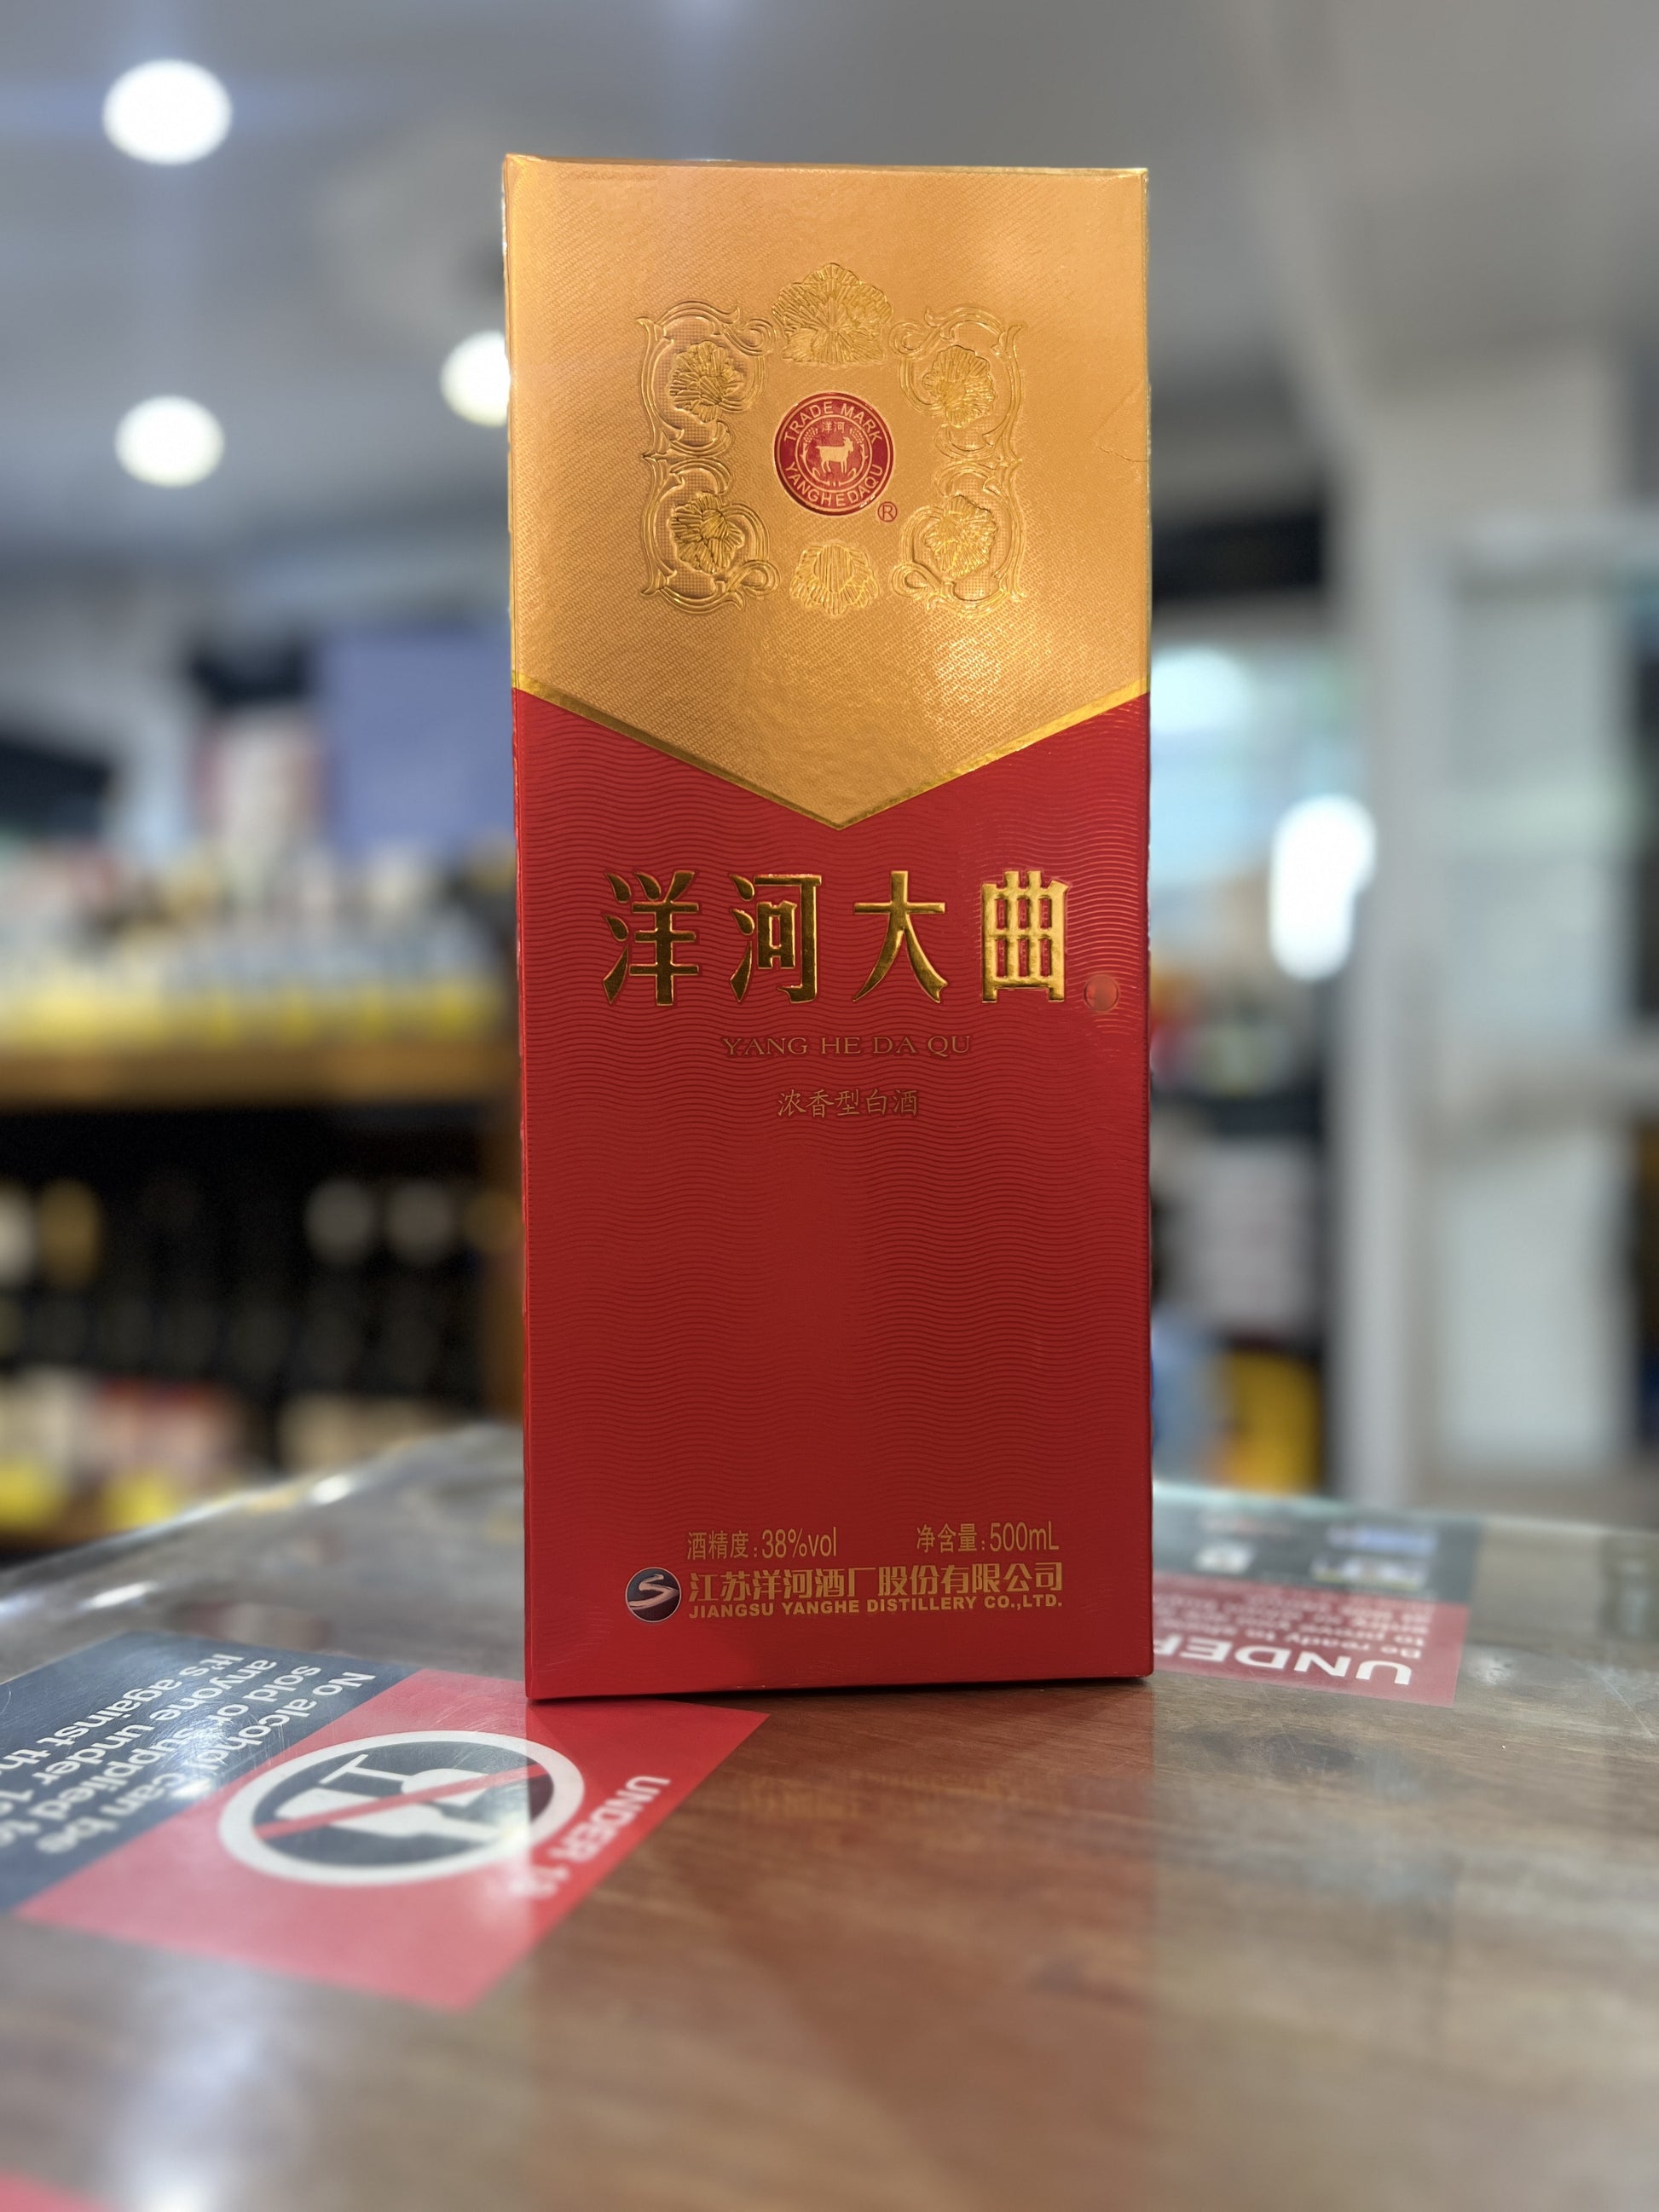 TRADE MARK
洋河
YANGHEDAQU
®
洋河大曲
YANG HE DA QU
浓香型白酒
酒精度:38%vol 净含量:500mL
江苏洋河酒厂股份有限公司
JIANGSU YANGHE DISTILLERY CO.,LTD.
No alcohol can be
sold or supplied to
anyone under
It's against
UNDER 18